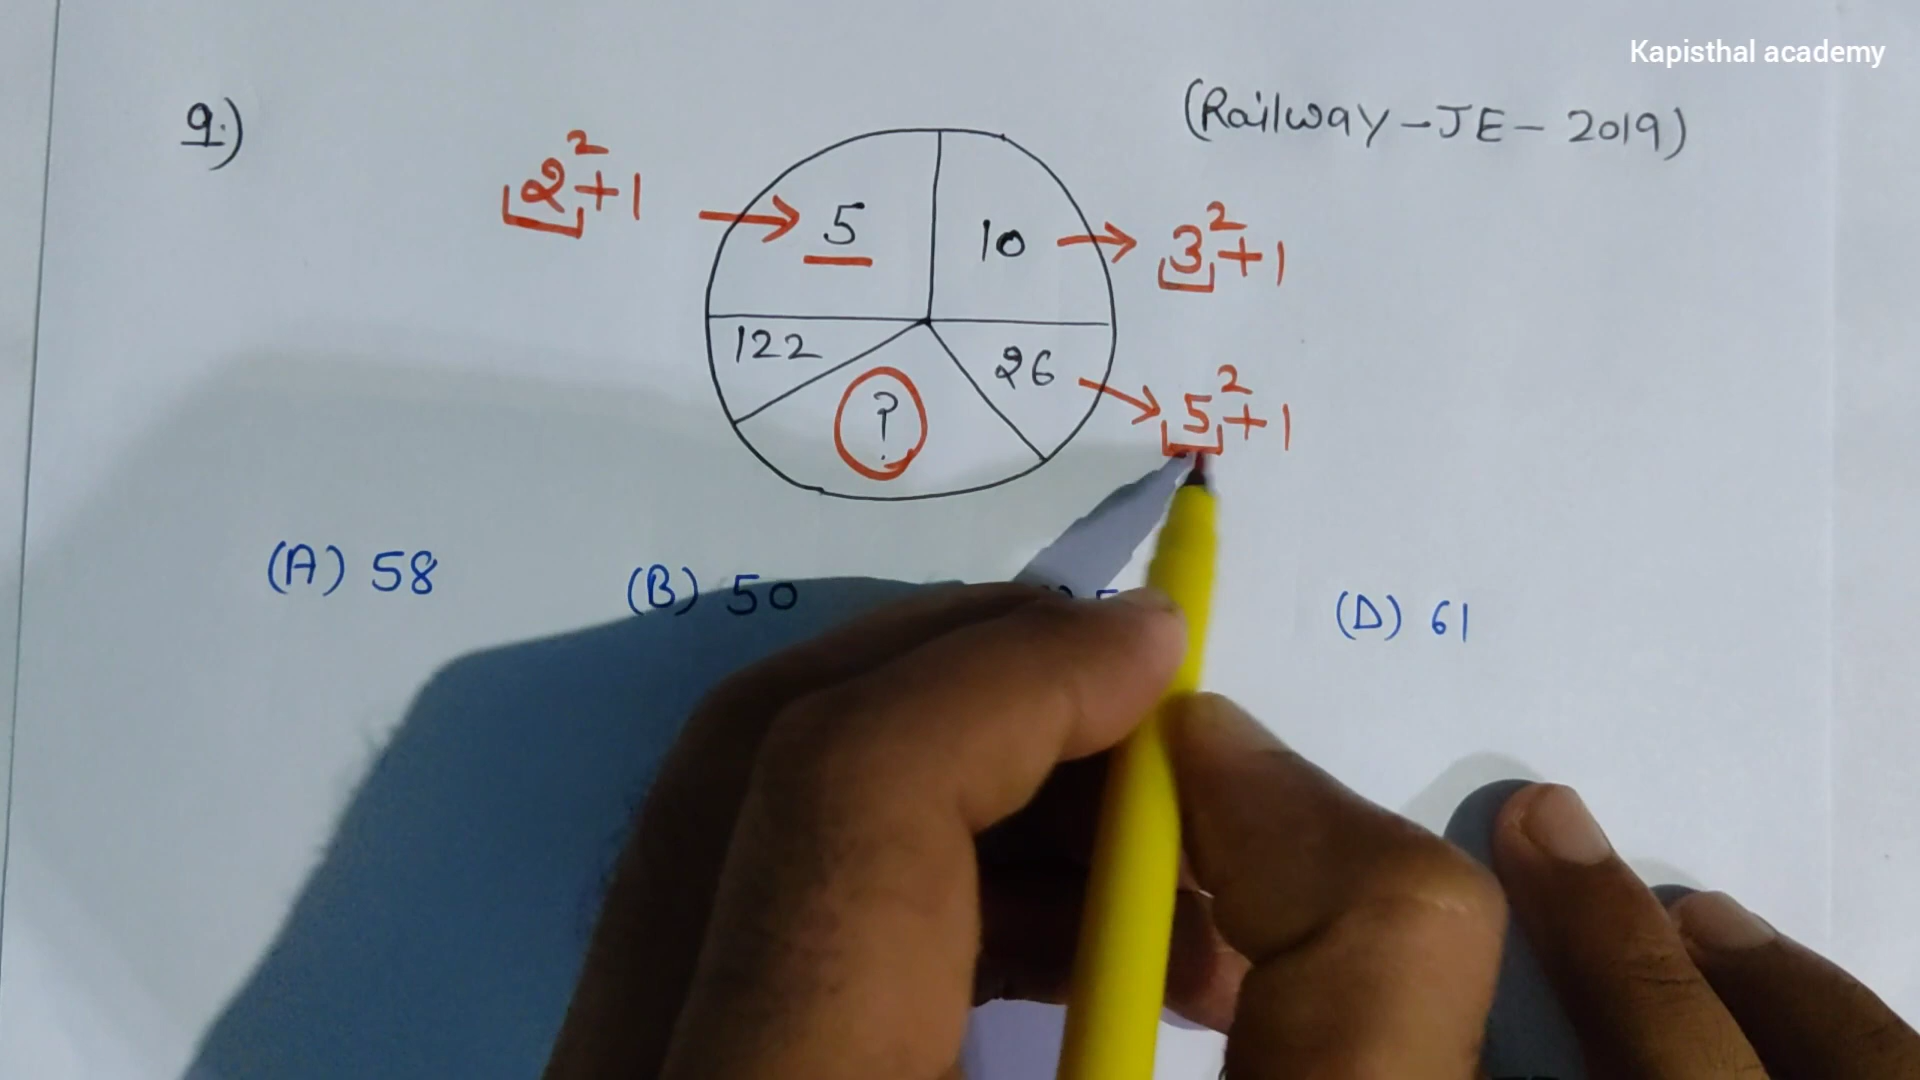 Kapisthal academy
9.)
(Railway-JE-2019)
2²+1 → 5
10 → 3²+1
122
26 → 5²+1
?
(A) 58
(B) 50
(D) 61